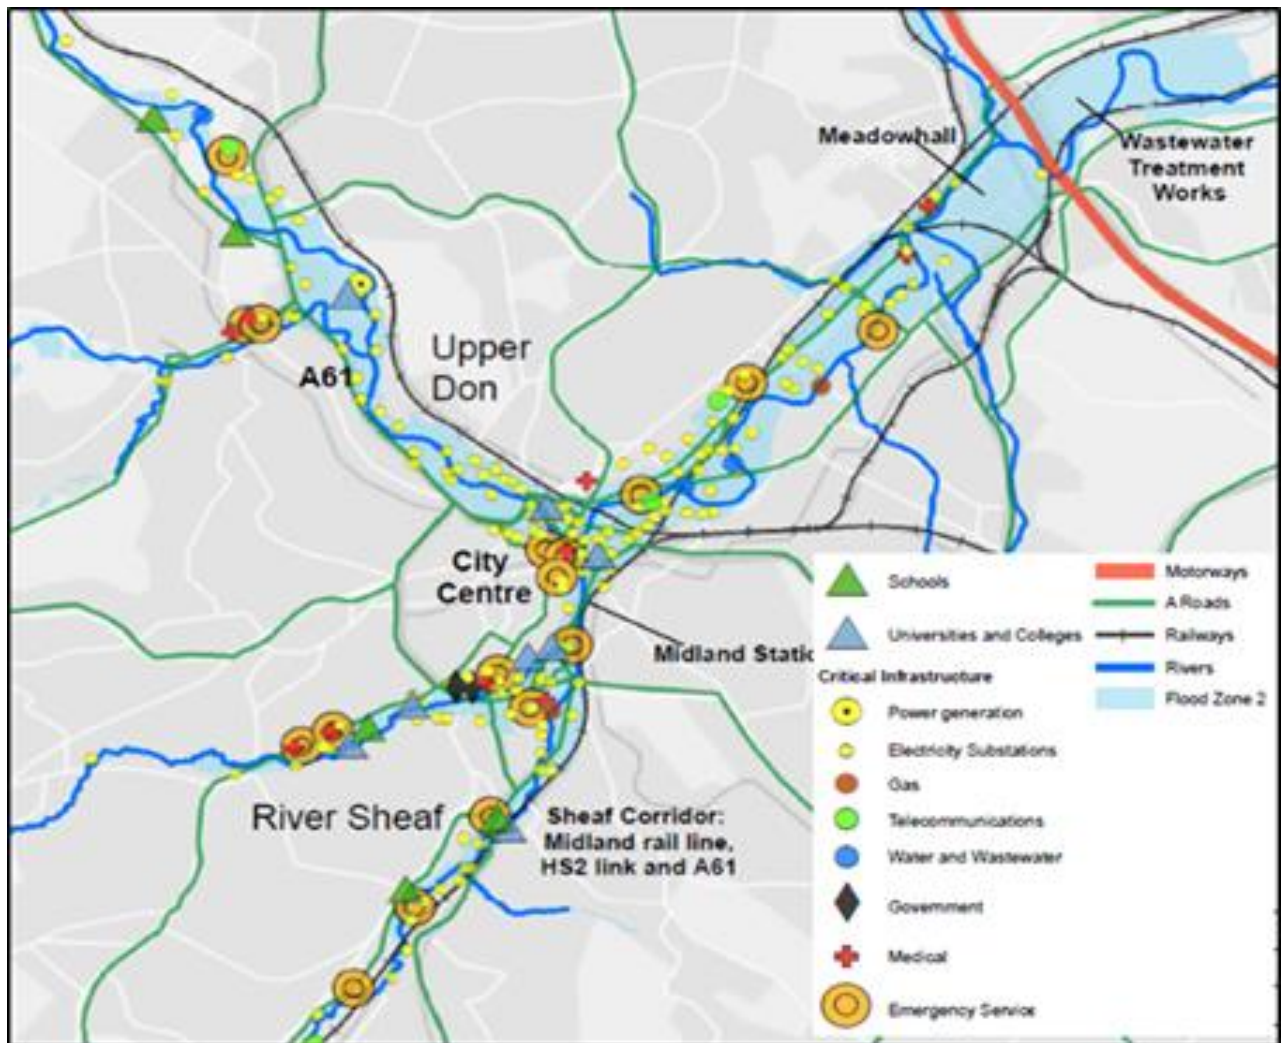 Meadowhall
Wastewater
Treatment
Works
Upper
Don
A61
City
Centre
Midland Static
River Sheaf
Sheaf Corridor:
Midland rail line,
HS2 link and A61
Schools
Universities and Colleges
Critical Infrastructure
Power generation
Electricity Substations
Gas
Telecommunications
Water and Wastewater
Government
Medical
Emergency Service
Motorways
A Roads
Railways
Rivers
Flood Zone 2